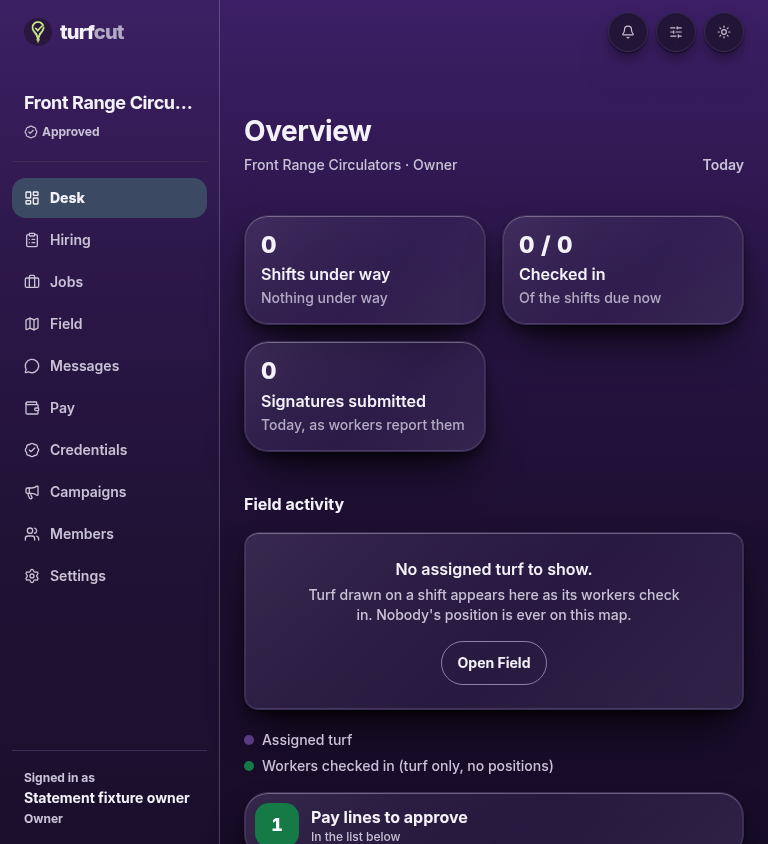 turfcut
Front Range Circu...
Approved
Desk
Hiring
Jobs
Field
Messages
Pay
Credentials
Campaigns
Members
Settings
Signed in as
Statement fixture owner
Owner
Overview
Front Range Circulators · Owner
Today
0
Shifts under way
Nothing under way
0 / 0
Checked in
Of the shifts due now
0
Signatures submitted
Today, as workers report them
Field activity
No assigned turf to show.
Turf drawn on a shift appears here as its workers check
in. Nobody's position is ever on this map.
Open Field
Assigned turf
Workers checked in (turf only, no positions)
1
Pay lines to approve
In the list below